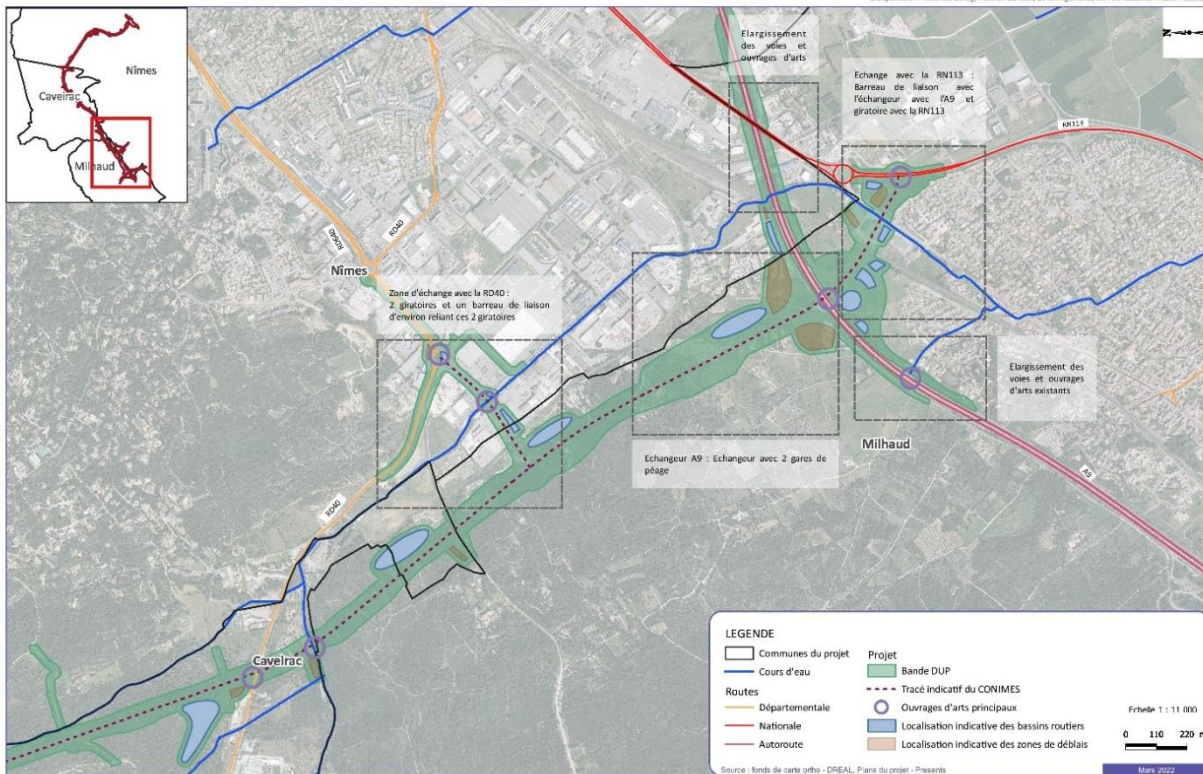 Nîmes
Caveirac
Milhaud
Elargissement
des voies et
ouvrages d'arts
Echange avec la RN113 :
Barreau de liaison avec
l'échangeur avec l'A9 et
giratoire avec la RN113
N
RN113
RD640
RD40
Nîmes
Zone d'échange avec la RD40 :
2 giratoires et un barreau de liaison
d'environ reliant ces 2 giratoires
Elargissement des
voies et ouvrages
d'arts existants
Milhaud
Echangeur A9 : Echangeur avec 2 gares de
péage
A9
RD40
Caveirac
LEGENDE
Communes du projet
Cours d'eau
Routes
Départementale
Nationale
Autoroute
Projet
Bande DUP
Tracé indicatif du CONIMES
Ouvrages d'arts principaux
Localisation indicative des bassins routiers
Localisation indicative des zones de déblais
Echelle 1 : 11 000
0 110 220 m
Source : fonds de carte ortho - DREAL, Plans du projet - Presents
Mars 2022